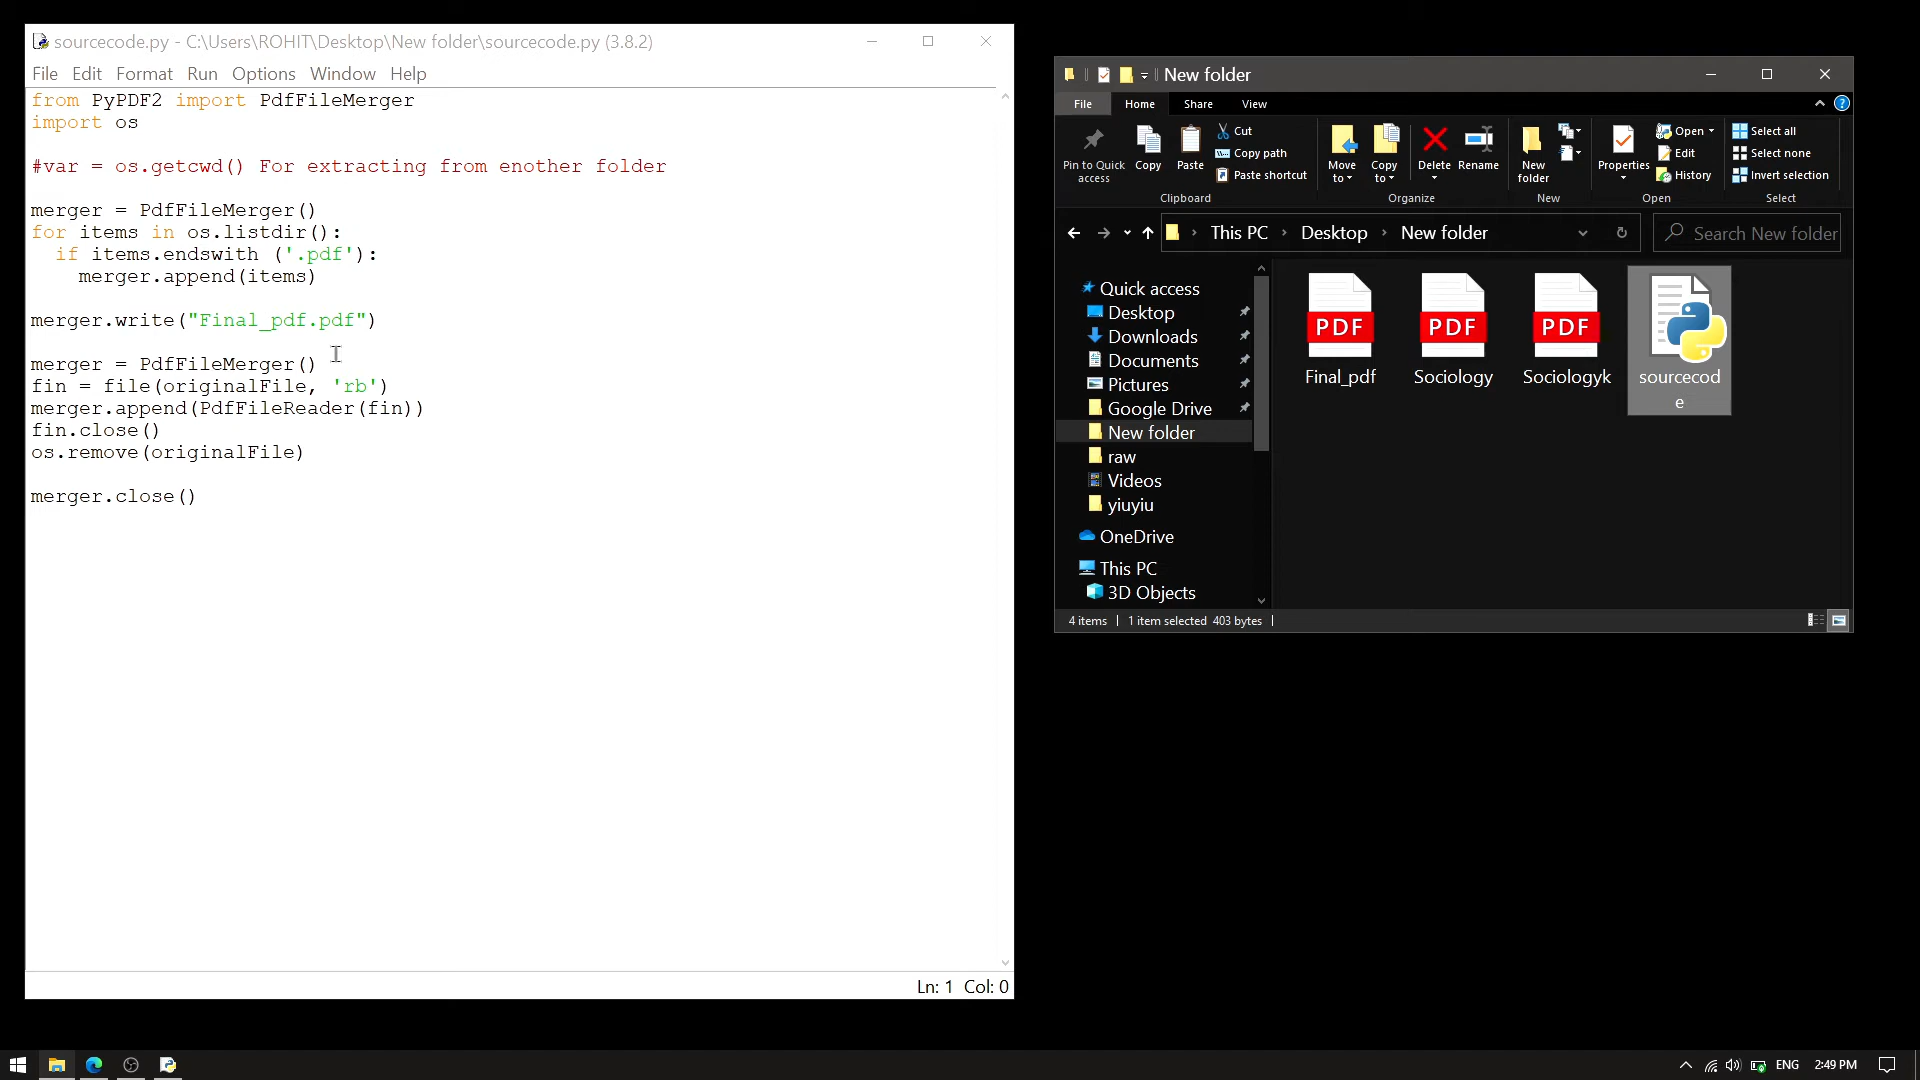 sourcecode.py - C:\Users\ROHIT\Desktop\New folder\sourcecode.py (3.8.2)
File Edit Format Run Options Window Help
from PyPDF2 import PdfFileMerger
import os
#var = os.getcwd() For extracting from enother folder
merger = PdfFileMerger()
for items in os.listdir():
if items.endswith ('.pdf'):
merger.append(items)
merger.write("Final_pdf.pdf")
merger = PdfFileMerger()
fin = file(originalFile, 'rb')
merger.append(PdfFileReader(fin))
fin.close()
os.remove(originalFile)
merger.close()
Ln: 1 Col: 0
New folder
File Home Share View
Pin to Quick access
Copy
Paste
Cut
Copy path
Paste shortcut
Clipboard
Move to
Copy to
Delete
Rename
Organize
New folder
New
Properties
Open
Edit
History
Open
Select all
Select none
Invert selection
Select
This PC
Desktop
New folder
Search New folder
Quick access
Desktop
Downloads
Documents
Pictures
Google Drive
New folder
raw
Videos
yiuyiu
OneDrive
This PC
3D Objects
PDF
Final_pdf
PDF
Sociology
PDF
Sociologyk
sourcecod
e
4 items
1 item selected 403 bytes
ENG
2:49 PM